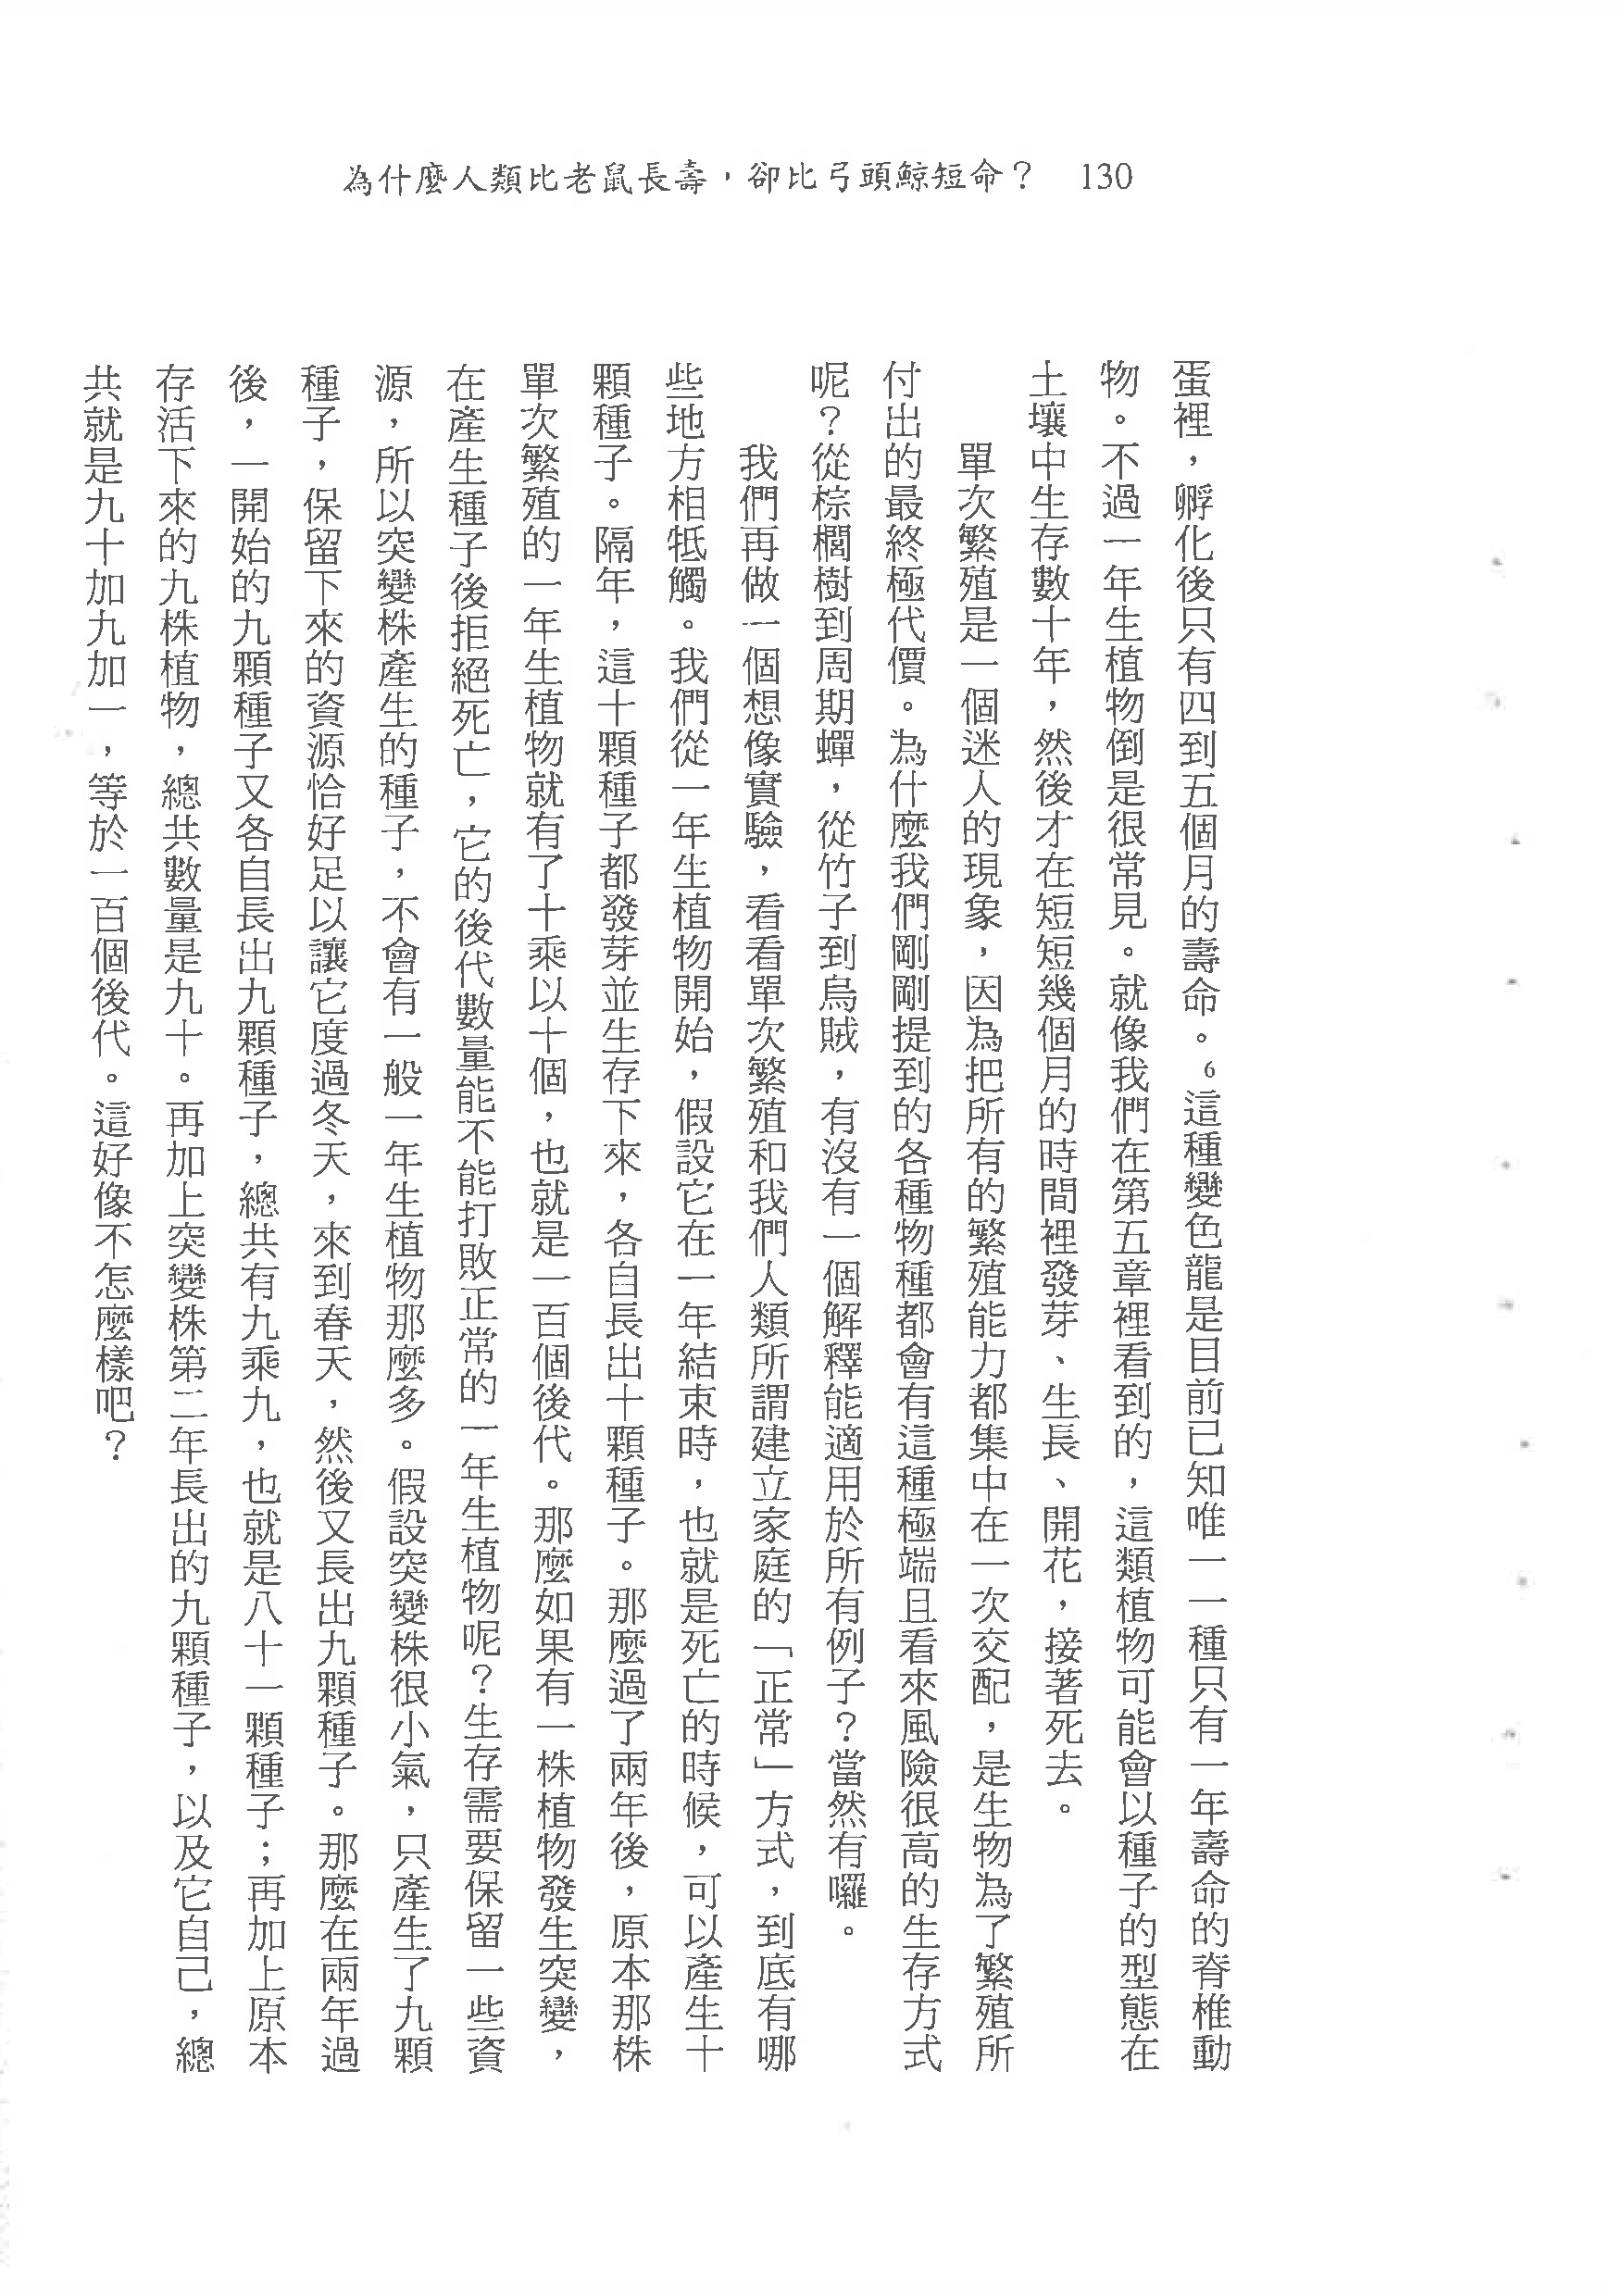 為什麼人類比老鼠長壽，卻比弓頭鯨短命？ 130
蛋裡，孵化後只有四到五個月的壽命。6這種變色龍是目前已知唯一一種只有一年壽命的脊椎動
物。不過一年生植物倒是很常見。就像我們在第五章裡看到的，這類植物可能會以種子的型態在
土壤中生存數十年，然後才在短短幾個月的時間裡發芽、生長、開花，接著死去。
單次繁殖是一個迷人的現象，因為把所有的繁殖能力都集中在一次交配，是生物為了繁殖所
付出的最終極代價。為什麼我們剛剛提到的各種物種都會有這種極端且看來風險很高的生存方式
呢？從棕櫚樹到周期蟬，從竹子到烏賊，有沒有一個解釋能適用於所有例子？當然有囉。
我們再做一個想像實驗，看看單次繁殖和我們人類所謂建立家庭的「正常」方式，到底有哪
些地方相牴觸。我們從一年生植物開始，假設它在一年結束時，也就是死亡的時候，可以產生十
顆種子。隔年，這十顆種子都發芽並生存下來，各自長出十顆種子。那麼過了兩年後，原本那株
單次繁殖的一年生植物就有了十乘以十個，也就是一百個後代。那麼如果有一株植物發生突變，
在產生種子後拒絕死亡，它的後代數量能不能打敗正常的一年生植物呢？生存需要保留一些資
源，所以突變株產生的種子，不會有一般一年生植物那麼多。假設突變株很小氣，只產生了九顆
種子，保留下來的資源恰好足以讓它度過冬天，來到春天，然後又長出九顆種子。那麼在兩年過
後，一開始的九顆種子又各自長出九顆種子，總共有九乘九，也就是八十一顆種子；再加上原本
存活下來的九株植物，總共數量是九十。再加上突變株第二年長出的九顆種子，以及它自己，總
共就是九十加九加一，等於一百個後代。這好像不怎麼樣吧？